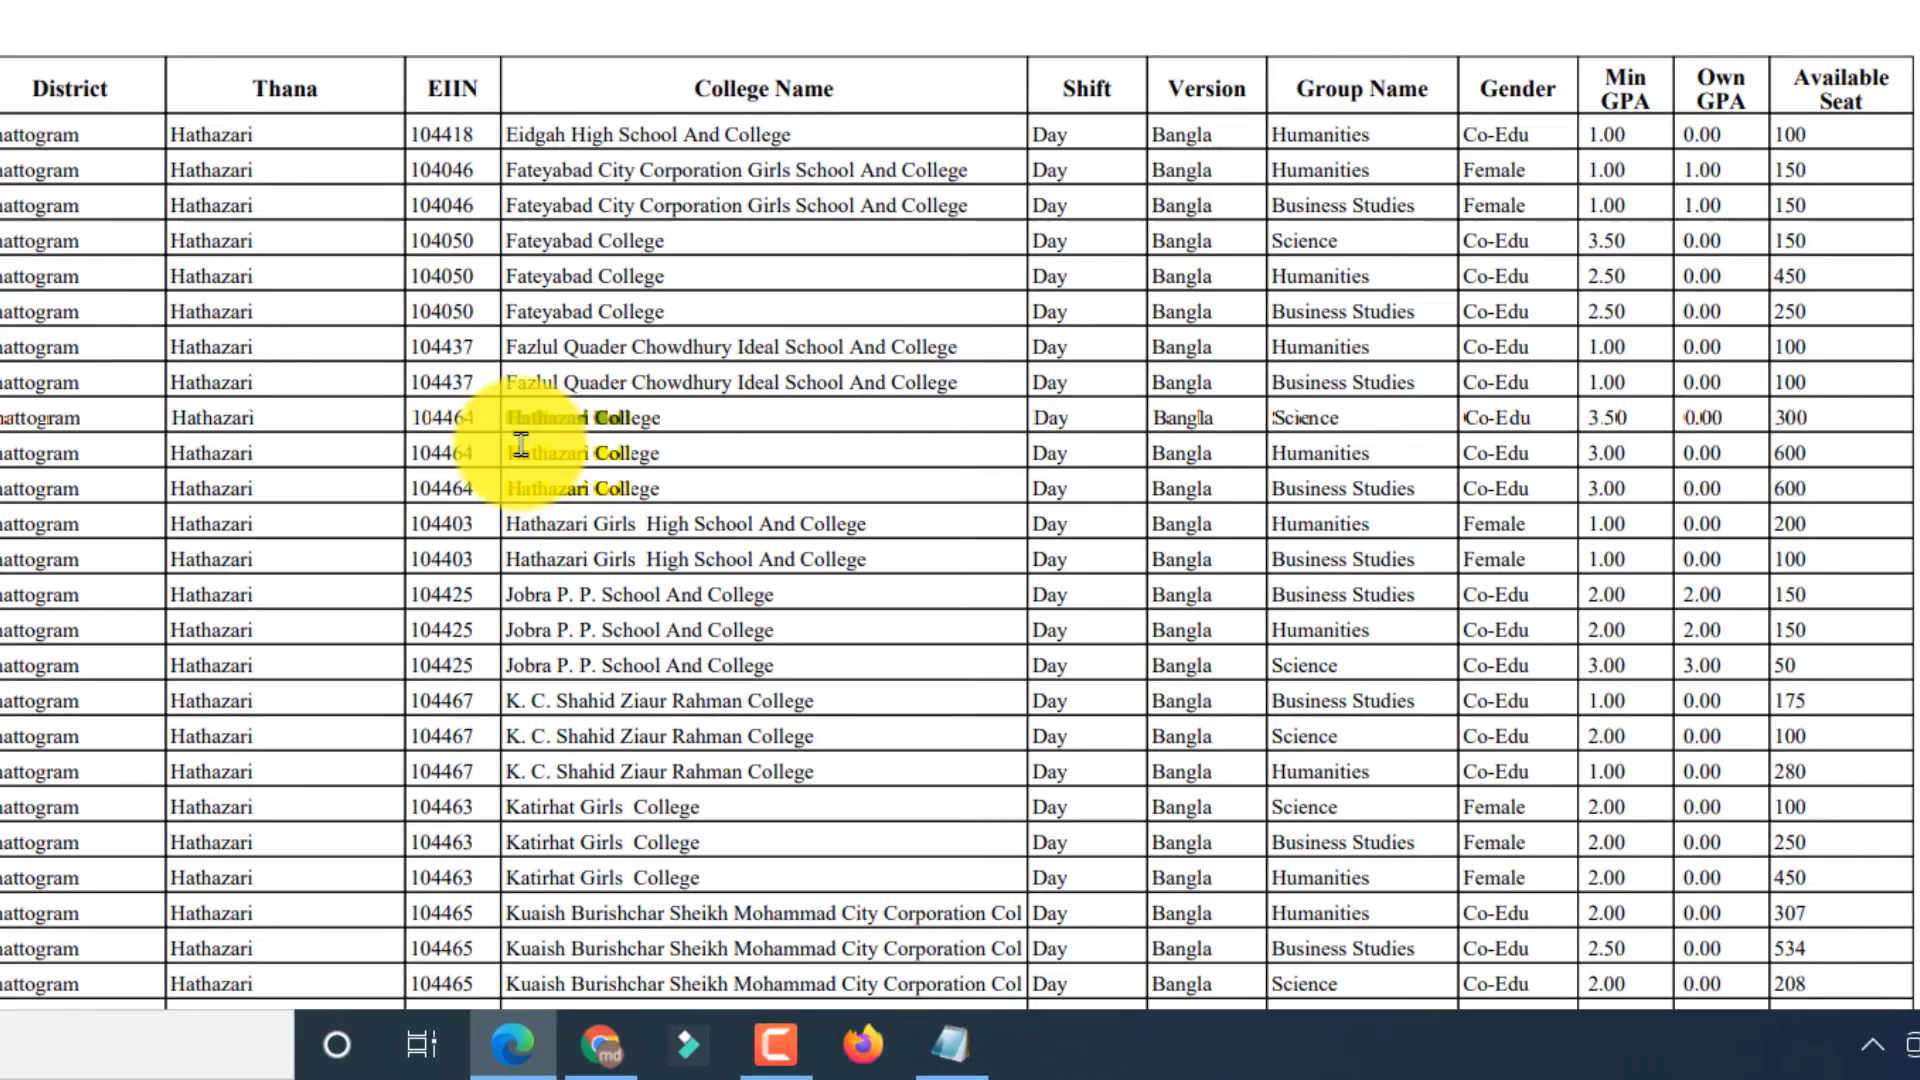 District Thana EIIN College Name Shift Version Group Name Gender Min GPA Own GPA Available Seat
attogram Hathazari 104418 Eidgah High School And College Day Bangla Humanities Co-Edu 1.00 0.00 100
attogram Hathazari 104046 Fateyabad City Corporation Girls School And College Day Bangla Humanities Female 1.00 1.00 150
attogram Hathazari 104046 Fateyabad City Corporation Girls School And College Day Bangla Business Studies Female 1.00 1.00 150
attogram Hathazari 104050 Fateyabad College Day Bangla Science Co-Edu 3.50 0.00 150
attogram Hathazari 104050 Fateyabad College Day Bangla Humanities Co-Edu 2.50 0.00 450
attogram Hathazari 104050 Fateyabad College Day Bangla Business Studies Co-Edu 2.50 0.00 250
attogram Hathazari 104437 Fazlul Quader Chowdhury Ideal School And College Day Bangla Humanities Co-Edu 1.00 0.00 100
attogram Hathazari 104437 Fazlul Quader Chowdhury Ideal School And College Day Bangla Business Studies Co-Edu 1.00 0.00 100
attogram Hathazari 104464 Hathazari College Day Bangla Science Co-Edu 3.50 0.00 300
attogram Hathazari 104464 Hathazari College Day Bangla Humanities Co-Edu 3.00 0.00 600
attogram Hathazari 104464 Hathazari College Day Bangla Business Studies Co-Edu 3.00 0.00 600
attogram Hathazari 104403 Hathazari Girls High School And College Day Bangla Humanities Female 1.00 0.00 200
attogram Hathazari 104403 Hathazari Girls High School And College Day Bangla Business Studies Female 1.00 0.00 100
attogram Hathazari 104425 Jobra P. P. School And College Day Bangla Business Studies Co-Edu 2.00 2.00 150
attogram Hathazari 104425 Jobra P. P. School And College Day Bangla Humanities Co-Edu 2.00 2.00 150
attogram Hathazari 104425 Jobra P. P. School And College Day Bangla Science Co-Edu 3.00 3.00 50
attogram Hathazari 104467 K. C. Shahid Ziaur Rahman College Day Bangla Business Studies Co-Edu 1.00 0.00 175
attogram Hathazari 104467 K. C. Shahid Ziaur Rahman College Day Bangla Science Co-Edu 2.00 0.00 100
attogram Hathazari 104467 K. C. Shahid Ziaur Rahman College Day Bangla Humanities Co-Edu 1.00 0.00 280
attogram Hathazari 104463 Katirhat Girls College Day Bangla Science Female 2.00 0.00 100
attogram Hathazari 104463 Katirhat Girls College Day Bangla Business Studies Female 2.00 0.00 250
attogram Hathazari 104463 Katirhat Girls College Day Bangla Humanities Female 2.00 0.00 450
attogram Hathazari 104465 Kuaish Burishchar Sheikh Mohammad City Corporation Col Day Bangla Humanities Co-Edu 2.00 0.00 307
attogram Hathazari 104465 Kuaish Burishchar Sheikh Mohammad City Corporation Col Day Bangla Business Studies Co-Edu 2.50 0.00 534
attogram Hathazari 104465 Kuaish Burishchar Sheikh Mohammad City Corporation Col Day Bangla Science Co-Edu 2.00 0.00 208
md